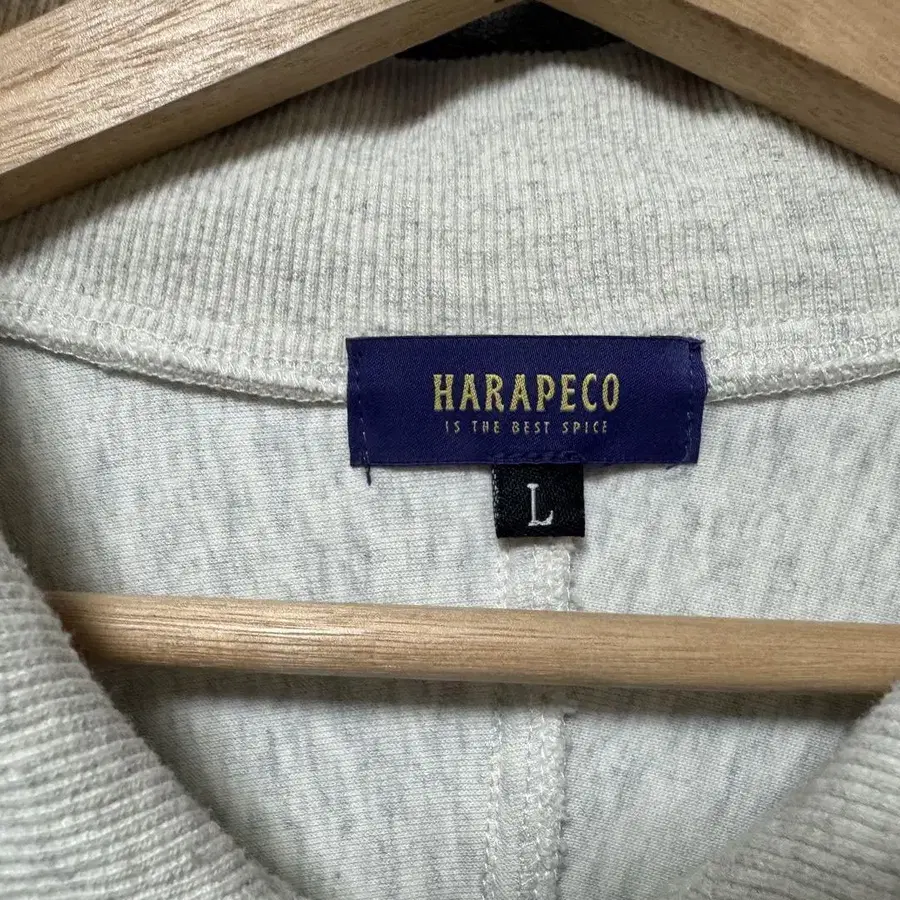 HARAPECO
IS THE BEST SPICE
L